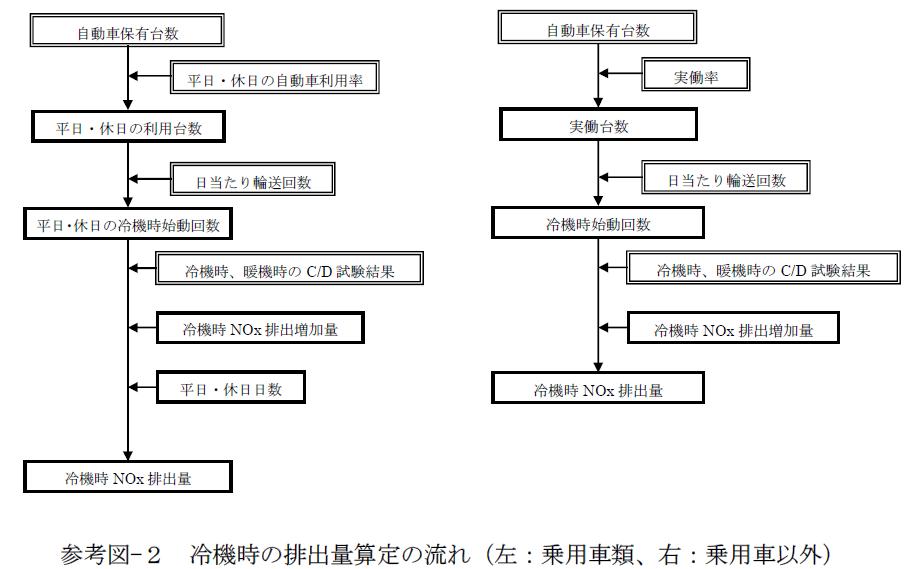 自動車保有台数
平日・休日の自動車利用率
平日・休日の利用台数
日当たり輸送回数
平日・休日の冷機時始動回数
冷機時、暖機時の C/D 試験結果
冷機時 NOx 排出増加量
平日・休日日数
冷機時 NOx 排出量
自動車保有台数
実働率
実働台数
日当たり輸送回数
冷機時始動回数
冷機時、暖機時の C/D 試験結果
冷機時 NOx 排出増加量
冷機時 NOx 排出量
参考図-2 冷機時の排出量算定の流れ（左：乗用車類、右：乗用車以外）